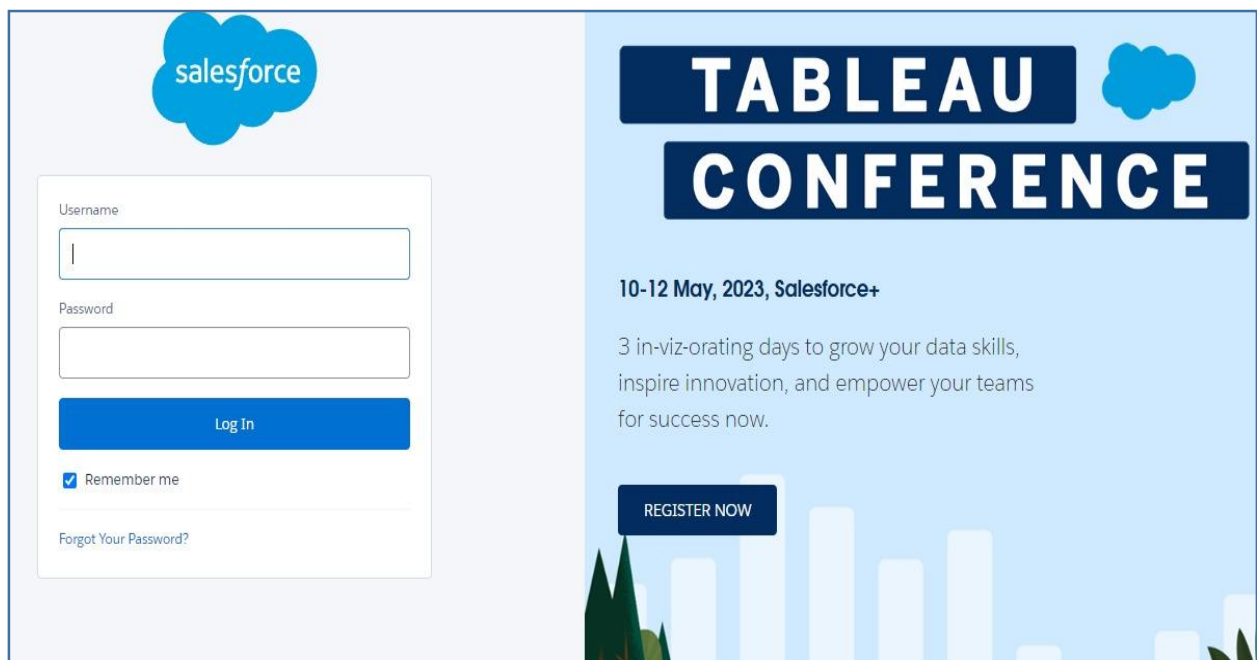 salesforce
Username
Password
Log In
Remember me
Forgot Your Password?
TABLEAU
CONFERENCE
10-12 May, 2023, Salesforce+
3 in-viz-orating days to grow your data skills,
inspire innovation, and empower your teams
for success now.
REGISTER NOW